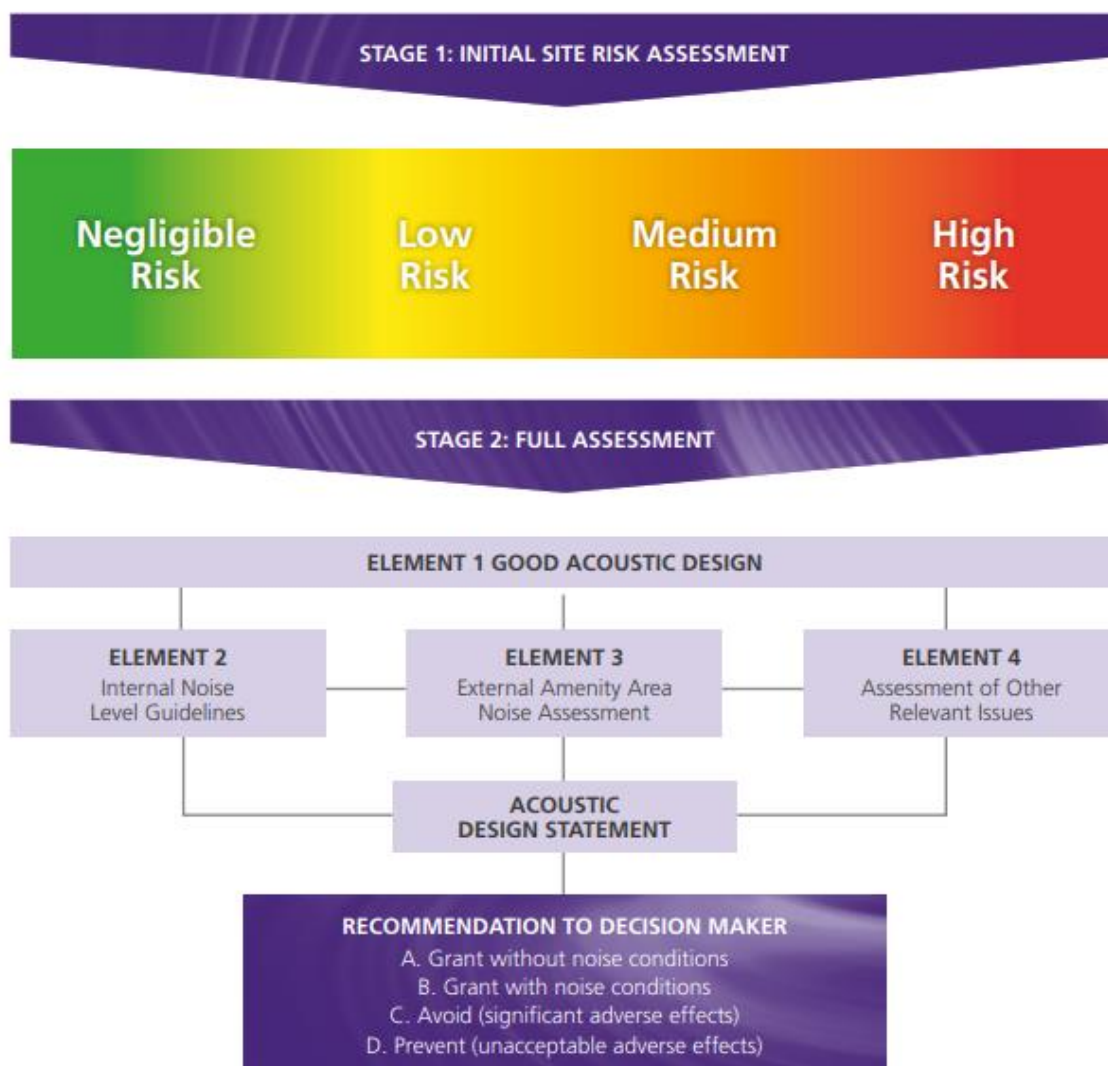 STAGE 1: INITIAL SITE RISK ASSESSMENT
Negligible
Risk
Low
Risk
Medium
Risk
High
Risk
STAGE 2: FULL ASSESSMENT
ELEMENT 1 GOOD ACOUSTIC DESIGN
ELEMENT 2
Internal Noise
Level Guidelines
ELEMENT 3
External Amenity Area
Noise Assessment
ELEMENT 4
Assessment of Other
Relevant Issues
ACOUSTIC
DESIGN STATEMENT
RECOMMENDATION TO DECISION MAKER
A. Grant without noise conditions
B. Grant with noise conditions
C. Avoid (significant adverse effects)
D. Prevent (unacceptable adverse effects)